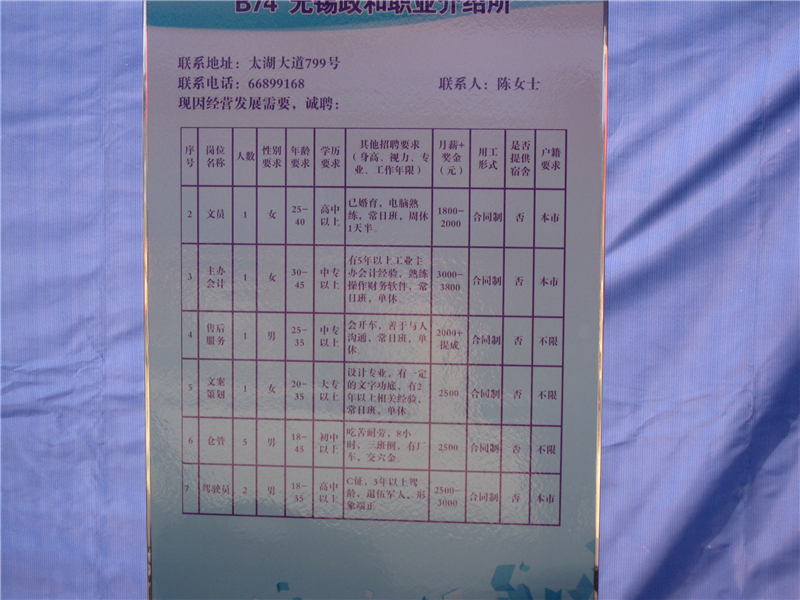 B74 无锡政和职业介绍所
联系地址：太湖大道799号
联系电话：66899168 联系人：陈女士
现因经营发展需要，诚聘：
序号 岗位名称 人数 性别要求 年龄要求 学历要求 其他招聘要求（身高、视力、专业、工作年限） 月薪+奖金（元） 用工形式 是否提供宿舍 户籍要求
2 文员 1 女 25-40 高中以上 已婚育，电脑熟练，常日班，周休1天半。 1800-2000 合同制 否 本市
3 主办会计 1 女 30-45 中专以上 有5年以上工业主办会计经验，熟练操作财务软件，常日班，单休 3000-3800 合同制 否 本市
4 售后服务 1 男 25-35 中专以上 会开车，善于与人沟通，常日班，单休. 2000+提成 合同制 否 不限
5 文案策划 1 女 20-35 大专以上 设计专业，有一定的文字功底，有2年以上相关经验，常日班，单休 2500 合同制 否 不限
6 仓管 5 男 18-45 初中以上 吃苦耐劳，8小时，三班倒，有厂车，交六金。 2500 合同制 否 不限
7 驾驶员 2 男 18-35 高中以上 C证，3年以上驾龄，退伍军人，形象端正 2500-3000 合同制 否 本市